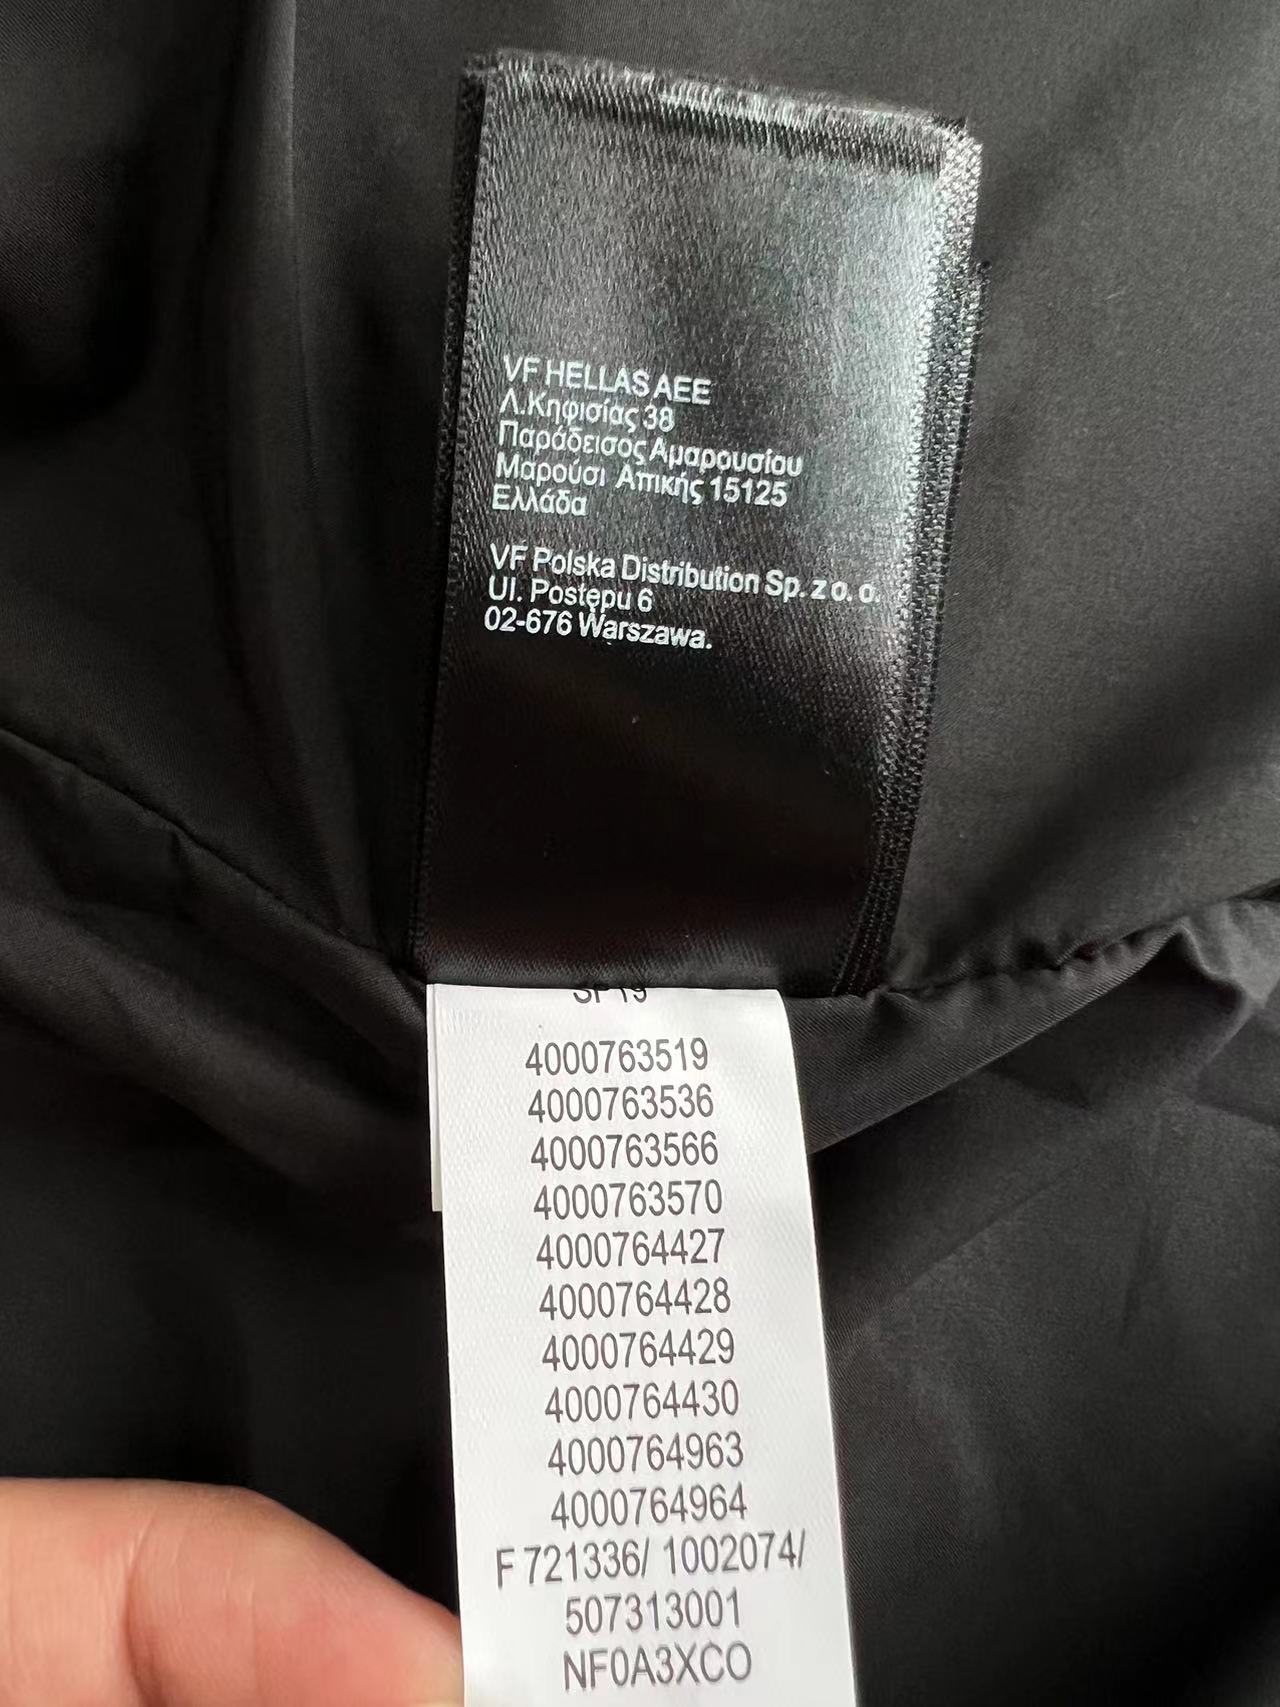 VF HELLAS AEE
Λ.Κηφισίας 38
Παράδεισος Αμαρουσίου
Μαρούσι Αττικής 15125
Ελλάδα
VF Polska Distribution Sp. z o. o.
Ul. Postępu 6
02-676 Warszawa.
SP19
4000763519
4000763536
4000763566
4000763570
4000764427
4000764428
4000764429
4000764430
4000764963
4000764964
F 721336/ 1002074/
507313001
NF0A3XCO